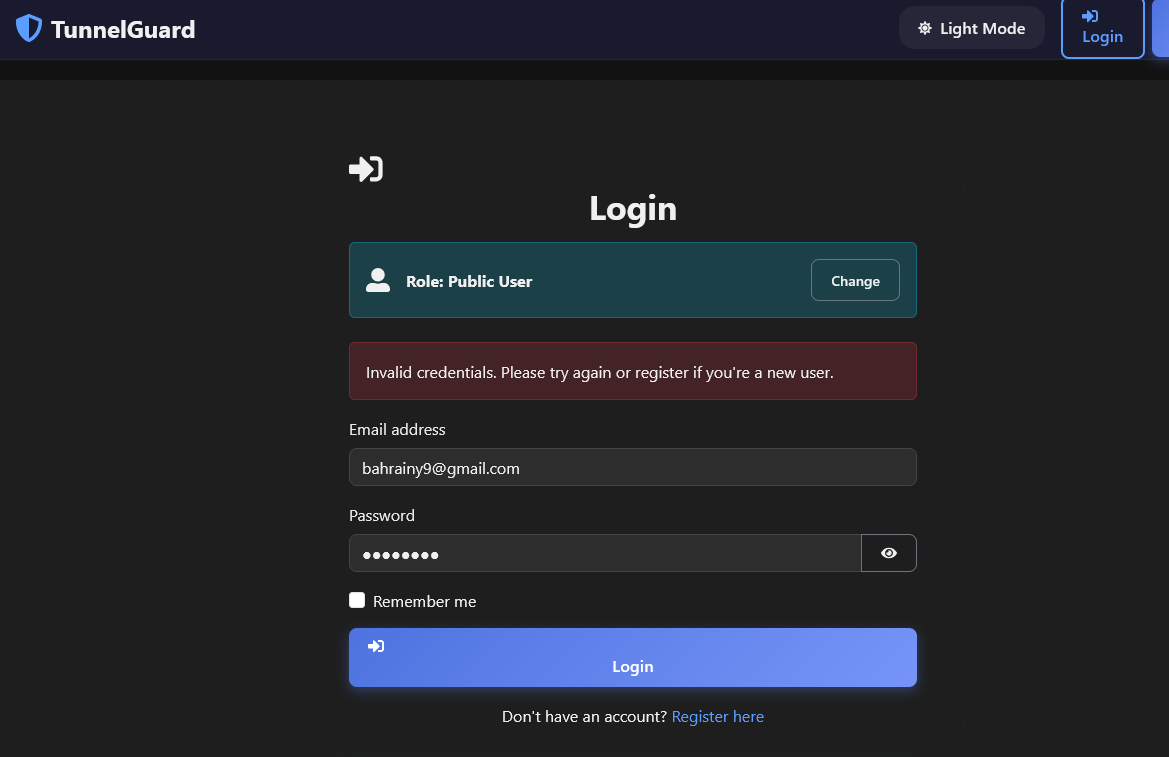 TunnelGuard
Light Mode
Login
Login
Role: Public User
Change
Invalid credentials. Please try again or register if you're a new user.
Email address
bahrainy9@gmail.com
Password
●●●●●●●●
Remember me
Login
Don't have an account? Register here